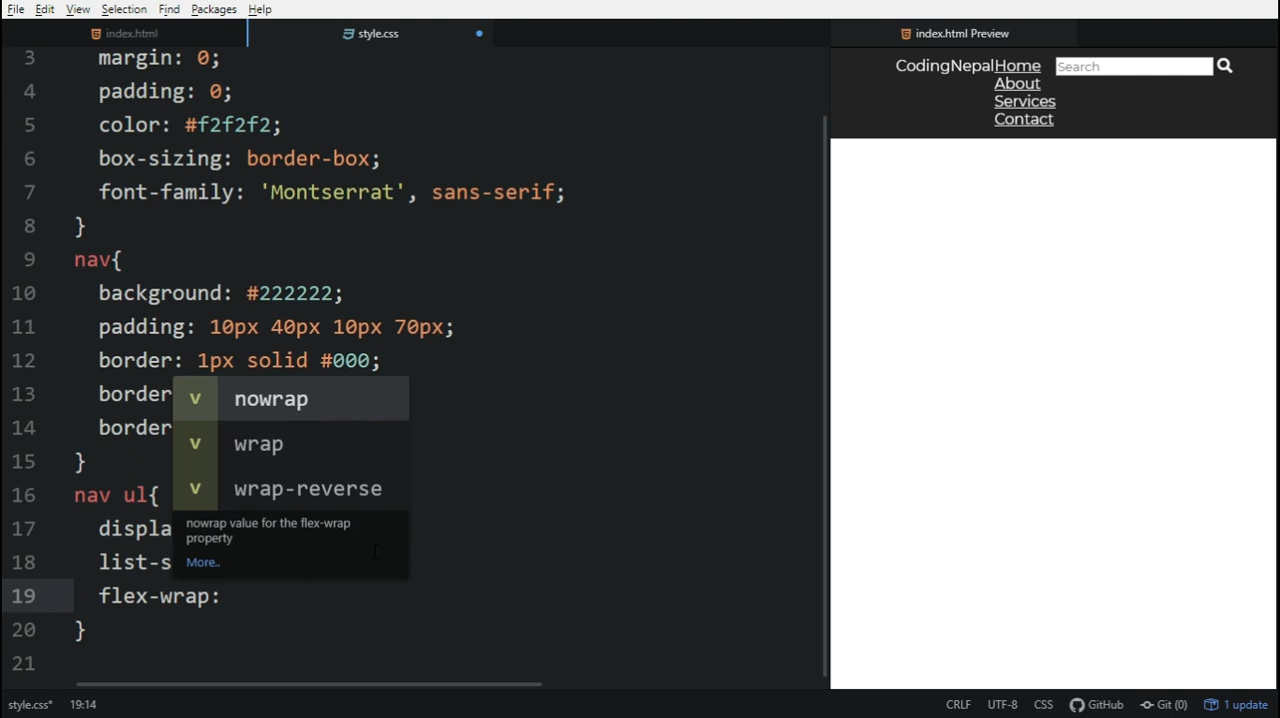 File Edit View Selection Find Packages Help
index.html
style.css
index.html Preview
3 margin: 0;
4 padding: 0;
5 color: #f2f2f2;
6 box-sizing: border-box;
7 font-family: 'Montserrat', sans-serif;
8 }
9 nav{
10 background: #222222;
11 padding: 10px 40px 10px 70px;
12 border: 1px solid #000;
13 border
14 border
15 }
16 nav ul{
17 displa
18 list-s
19 flex-wrap:
20 }
21
v nowrap
v wrap
v wrap-reverse
nowrap value for the flex-wrap
property
More..
CodingNepalHome Search
About
Services
Contact
style.css* 19:14 CRLF UTF-8 CSS GitHub Git (0) 1 update